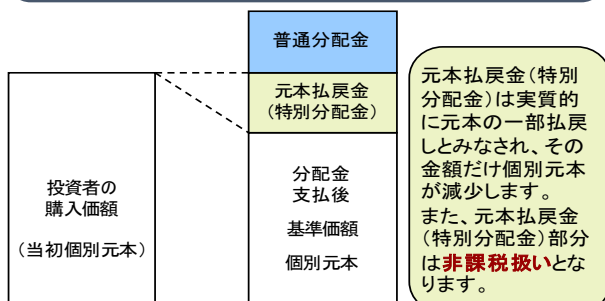 普通分配金
元本払戻金
(特別分配金)
投資者の
購入価額
(当初個別元本)
分配金
支払後
基準価額
個別元本
元本払戻金(特別
分配金)は実質的
に元本の一部払戻
しとみなされ、その
金額だけ個別元本
が減少します。
また、元本払戻金
(特別分配金)部分
は非課税扱いとな
ります。